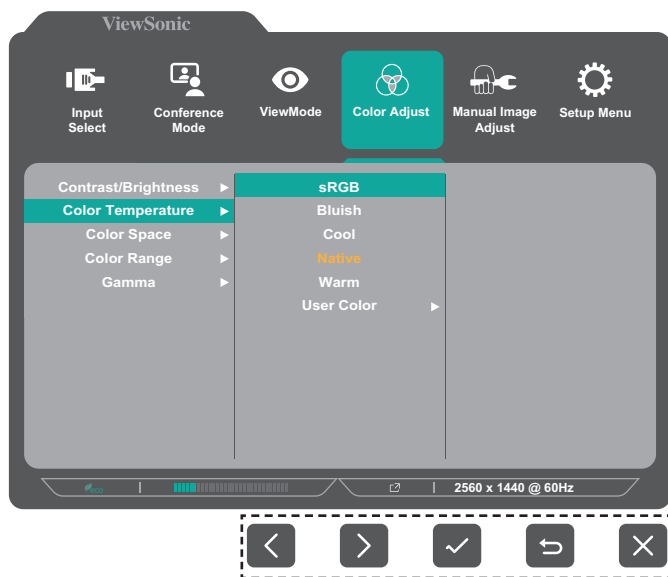 ViewSonic
Input
Select
Conference
Mode
ViewMode
Color Adjust
Manual Image
Adjust
Setup Menu
Contrast/Brightness
Color Temperature
Color Space
Color Range
Gamma
sRGB
Bluish
Cool
Native
Warm
User Color
eco
2560 x 1440 @ 60Hz